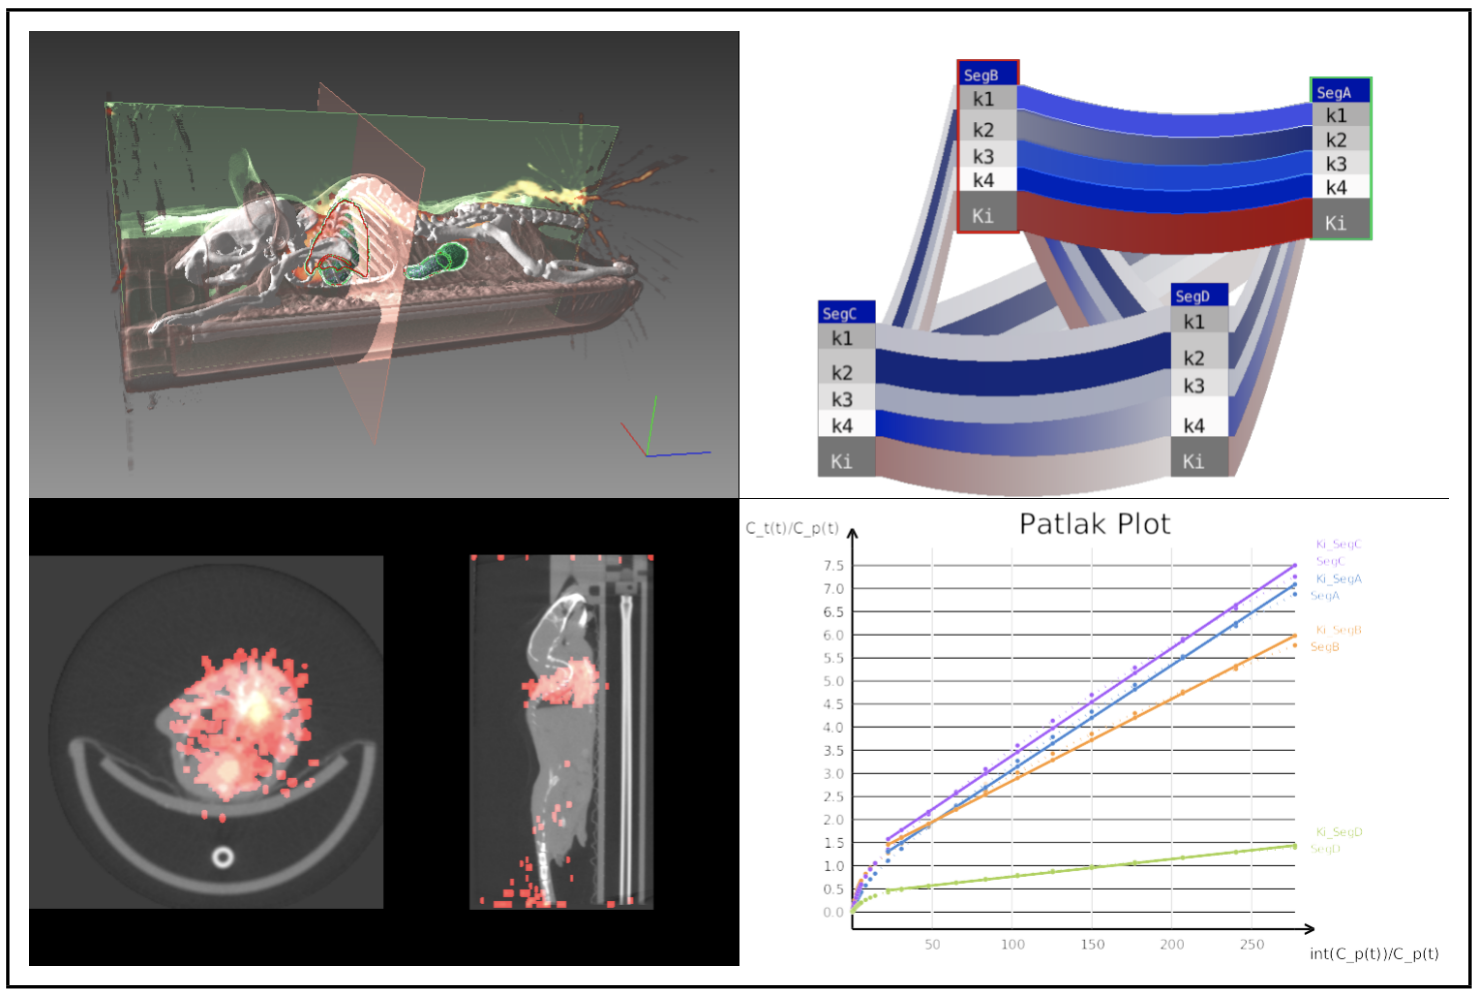 SegB
k1
k2
k3
k4
Ki
SegA
k1
k2
k3
k4
Ki
SegC
k1
k2
k3
k4
Ki
SegD
k1
k2
k3
k4
Ki
Patlak Plot
C_t(t)/C_p(t)
7.5
7.0
6.5
6.0
5.5
5.0
4.5
4.0
3.5
3.0
2.5
2.0
1.5
1.0
0.5
0.0
Ki_SegC
SegC
Ki_SegA
SegA
Ki_SegB
SegB
Ki_SegD
SegD
50
100
150
200
250
int(C_p(t))/C_p(t)